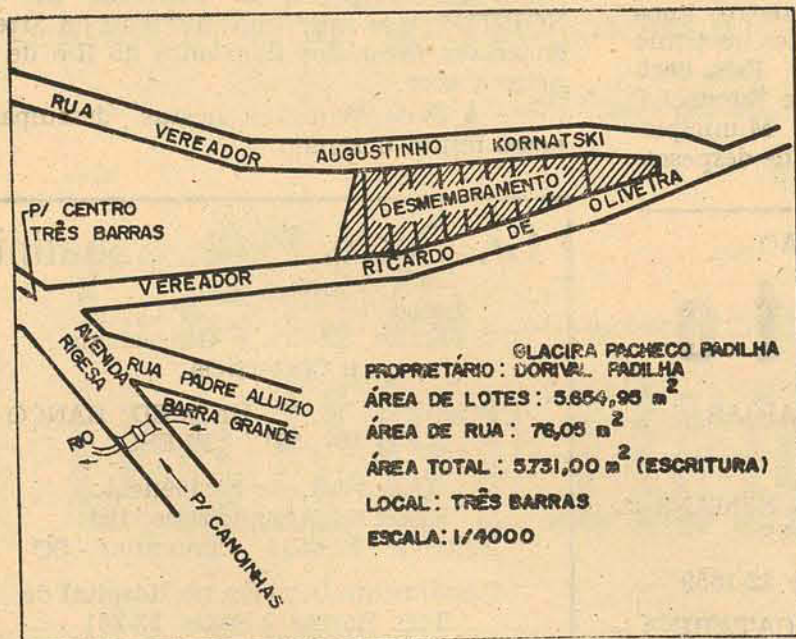 RUA VEREADOR AUGUSTINHO KORNATSKI
DESMEMBRAMENTO
P/ CENTRO
TRÊS BARRAS
VEREADOR RICARDO DE OLIVEIRA
AVENIDA
RIGESA
RUA PADRE ALUIZIO
BARRA GRANDE
RIO
P/ CANOINHAS
GLACIRA PACHECO PADILHA
PROPRIETÁRIO: DORIVAL PADILHA
ÁREA DE LOTES: 5.654,95 m²
ÁREA DE RUA: 76,05 m²
ÁREA TOTAL: 5.731,00 m² (ESCRITURA)
LOCAL: TRÊS BARRAS
ESCALA: 1/4000